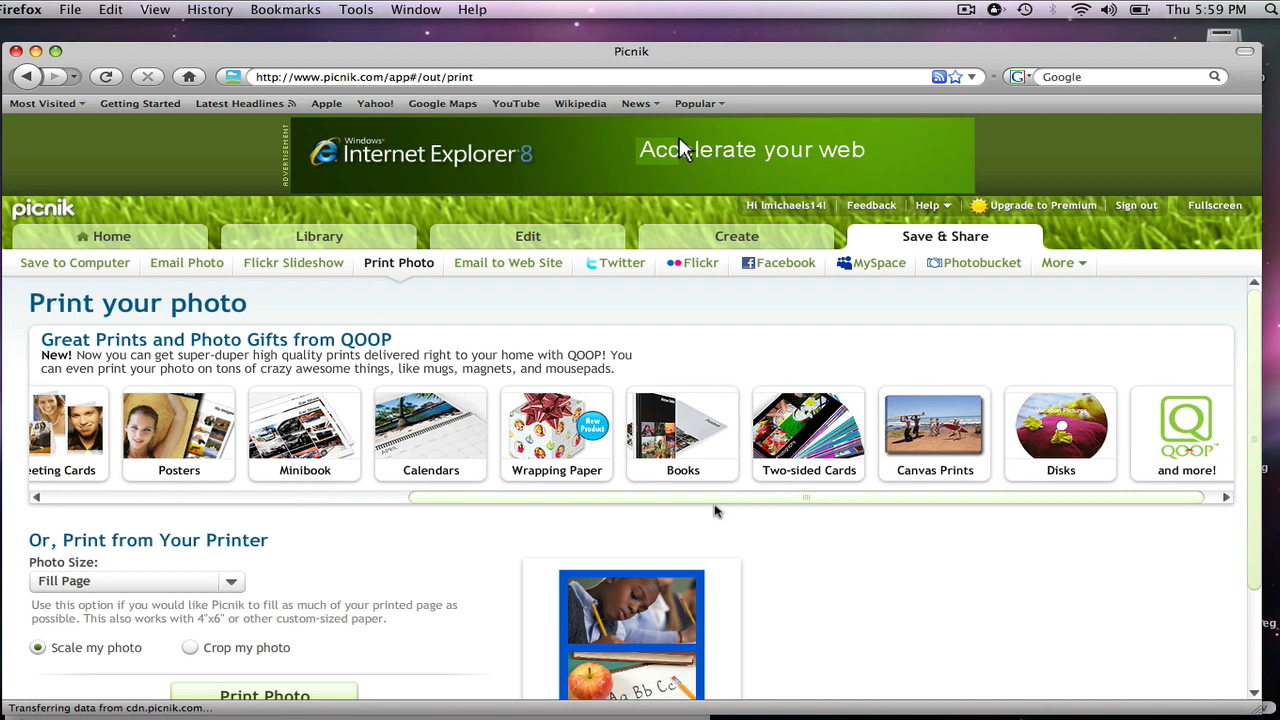 Firefox File Edit View History Bookmarks Tools Window Help Thu 5:59 PM
Picnik
http://www.picnik.com/app#/out/print Google
Most Visited Getting Started Latest Headlines Apple Yahoo! Google Maps YouTube Wikipedia News Popular
ADVERTISEMENT
Windows
Internet Explorer 8 Accelerate your web
picnik Hi lmichaels14! Feedback Help Upgrade to Premium Sign out Fullscreen
Home Library Edit Create Save & Share
Save to Computer Email Photo Flickr Slideshow Print Photo Email to Web Site Twitter Flickr Facebook MySpace Photobucket More
Print your photo
Great Prints and Photo Gifts from QOOP
New! Now you can get super-duper high quality prints delivered right to your home with QOOP! You
can even print your photo on tons of crazy awesome things, like mugs, magnets, and mousepads.
New
Product
Vacation Pictures
APRIL
QOOP
eeting Cards Posters Minibook Calendars Wrapping Paper Books Two-sided Cards Canvas Prints Disks and more!
Or, Print from Your Printer
Photo Size:
Fill Page
Use this option if you would like Picnik to fill as much of your printed page as
possible. This also works with 4"x6" or other custom-sized paper.
Scale my photo Crop my photo
Print Photo
Aa Bb Cc
Transferring data from cdn.picnik.com...